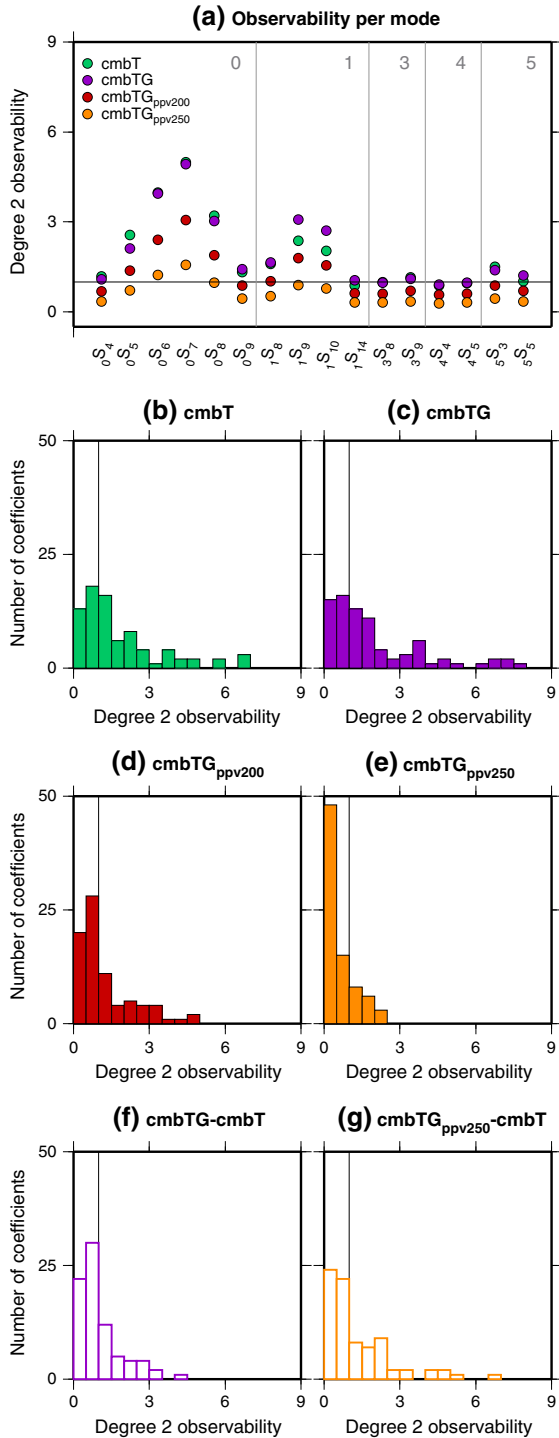 (a) Observability per mode
9
6
3
0
Degree 2 observability
cmbT
cmbTG
cmbTGppv200
cmbTGppv250
0 1 3 4 5
0S4 0S5 0S6 0S7 0S8 0S9 1S8 1S9 1S10 1S14 3S8 3S9 4S4 4S5 5S3 5S5
(b) cmbT
50
25
0
Number of coefficients
0 3 6 9
Degree 2 observability
(c) cmbTG
0 3 6 9
Degree 2 observability
(d) cmbTGppv200
50
25
0
Number of coefficients
0 3 6 9
Degree 2 observability
(e) cmbTGppv250
0 3 6 9
Degree 2 observability
(f) cmbTG-cmbT
50
25
0
Number of coefficients
0 3 6 9
Degree 2 observability
(g) cmbTGppv250-cmbT
0 3 6 9
Degree 2 observability